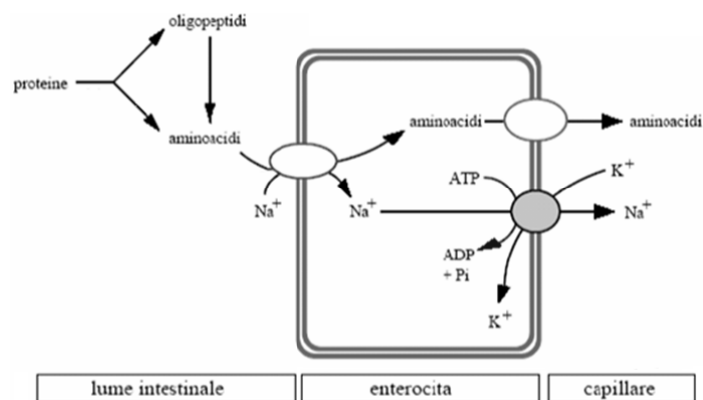 oligopeptidi
proteine
aminoacidi
aminoacidi
aminoacidi
ATP
K+
Na+
Na+
Na+
ADP
+ Pi
K+
lume intestinale
enterocita
capillare